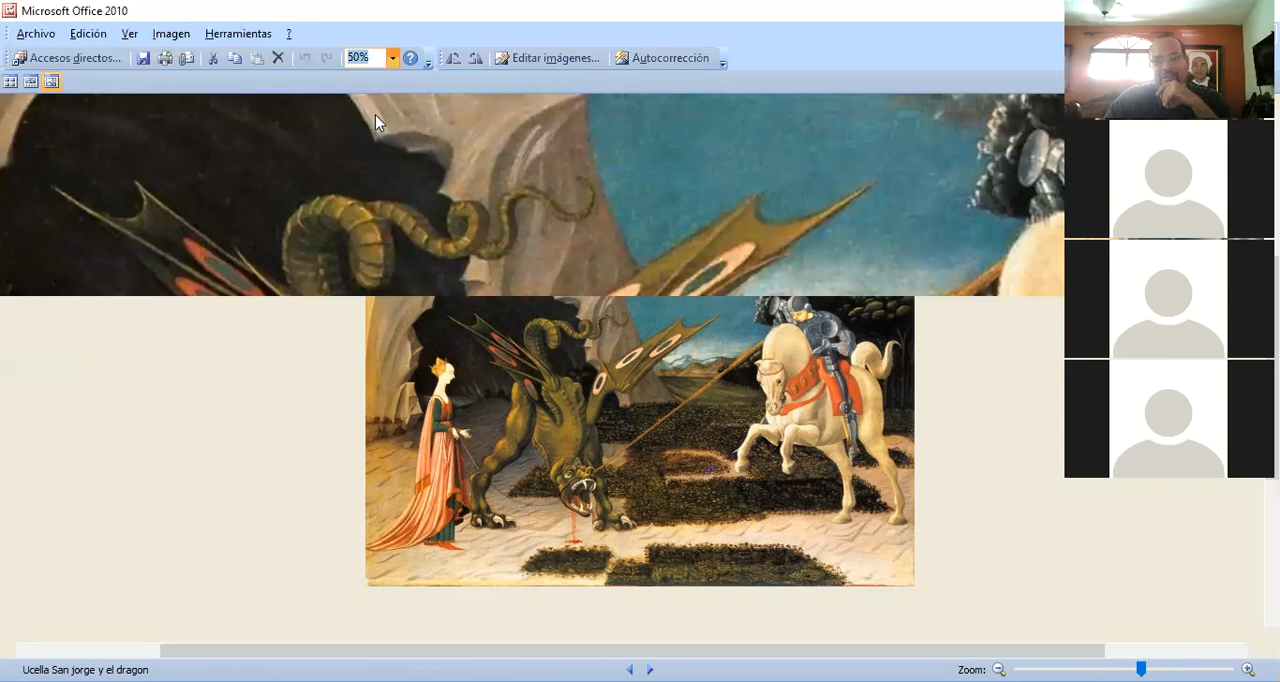 Microsoft Office 2010
Archivo Edición Ver Imagen Herramientas ?
Accesos directos... 50% Editar imágenes... Autocorrección
Ucella San jorge y el dragon Zoom: